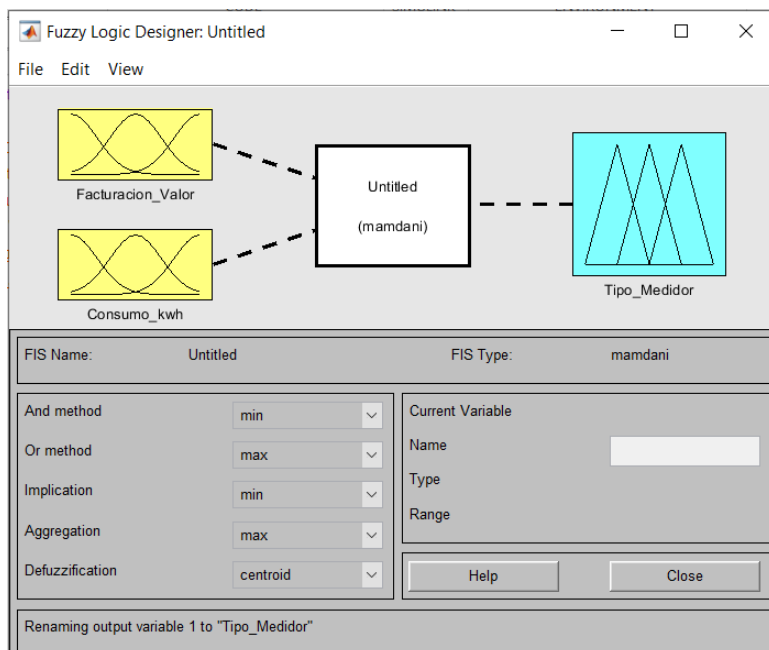 Fuzzy Logic Designer: Untitled
File Edit View
Facturacion_Valor
Consumo_kwh
Untitled
(mamdani)
Tipo_Medidor
FIS Name: Untitled FIS Type: mamdani
And method min
Or method max
Implication min
Aggregation max
Defuzzification centroid
Current Variable
Name
Type
Range
Help Close
Renaming output variable 1 to "Tipo_Medidor"